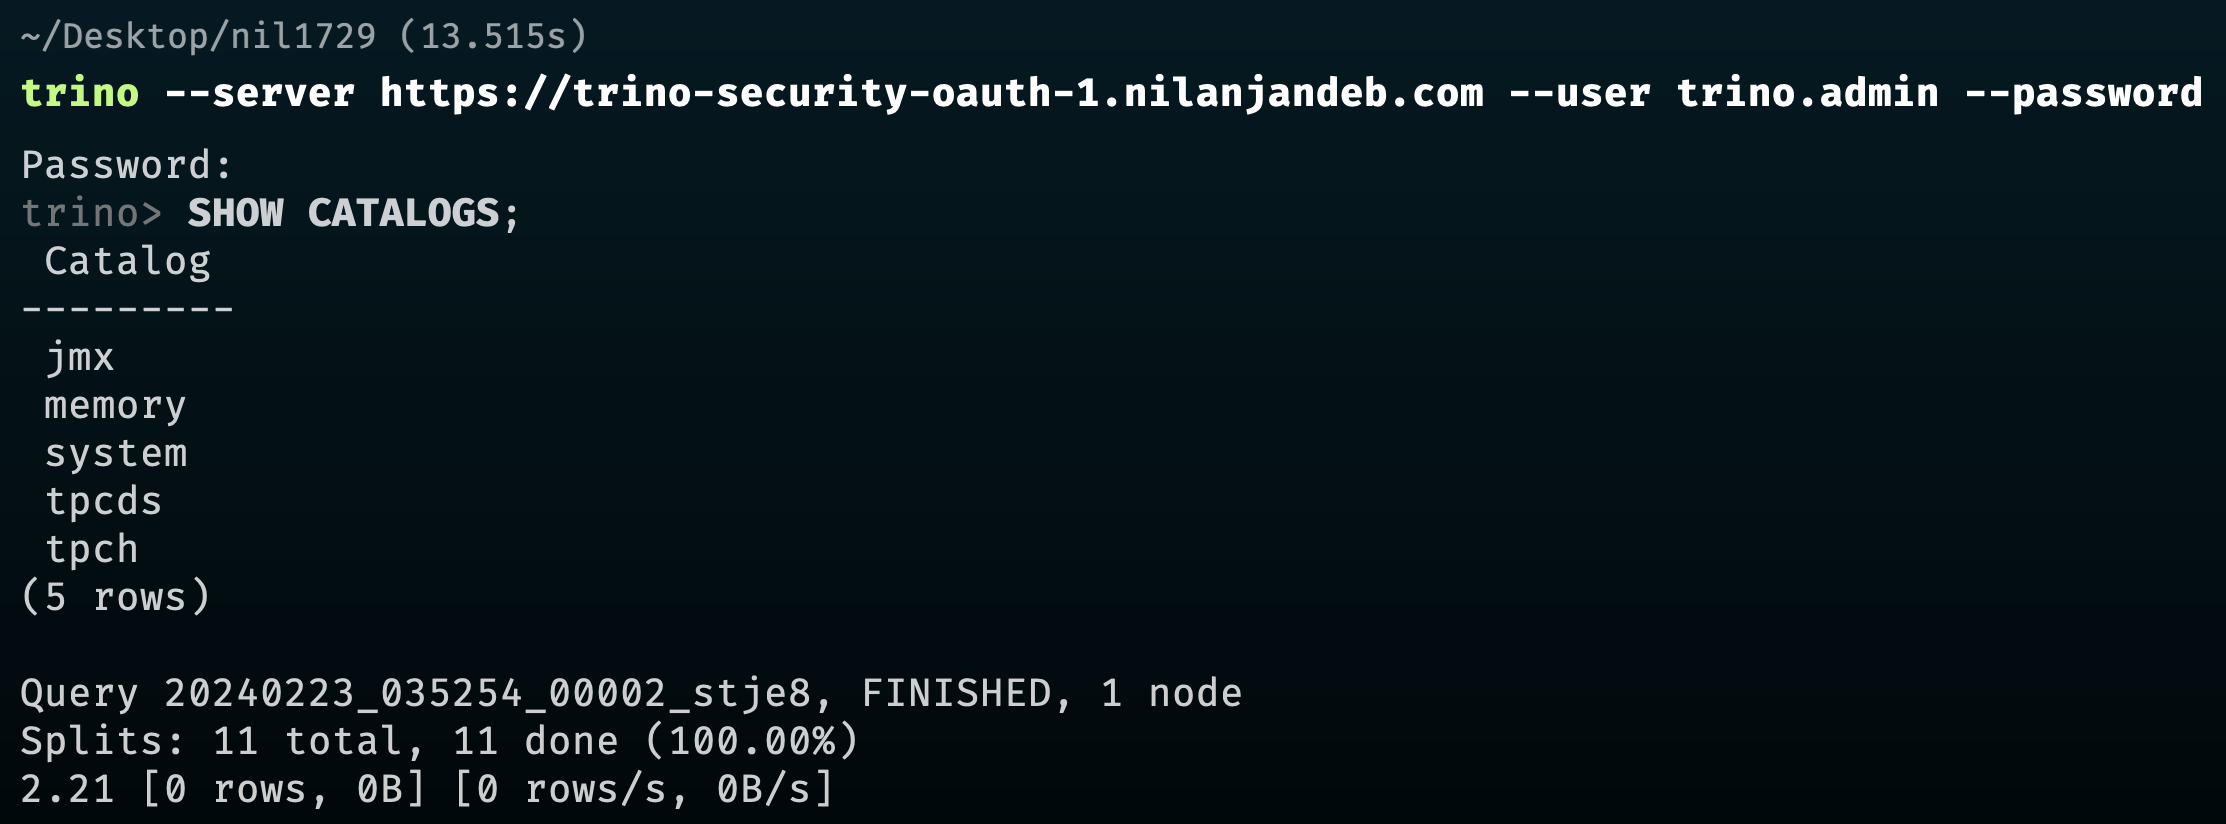 ~/Desktop/nil1729 (13.515s)
trino --server https://trino-security-oauth-1.nilanjandeb.com --user trino.admin --password
Password:
trino> SHOW CATALOGS;
 Catalog
---------
 jmx
 memory
 system
 tpcds
 tpch
(5 rows)

Query 20240223_035254_00002_stje8, FINISHED, 1 node
Splits: 11 total, 11 done (100.00%)
2.21 [0 rows, 0B] [0 rows/s, 0B/s]